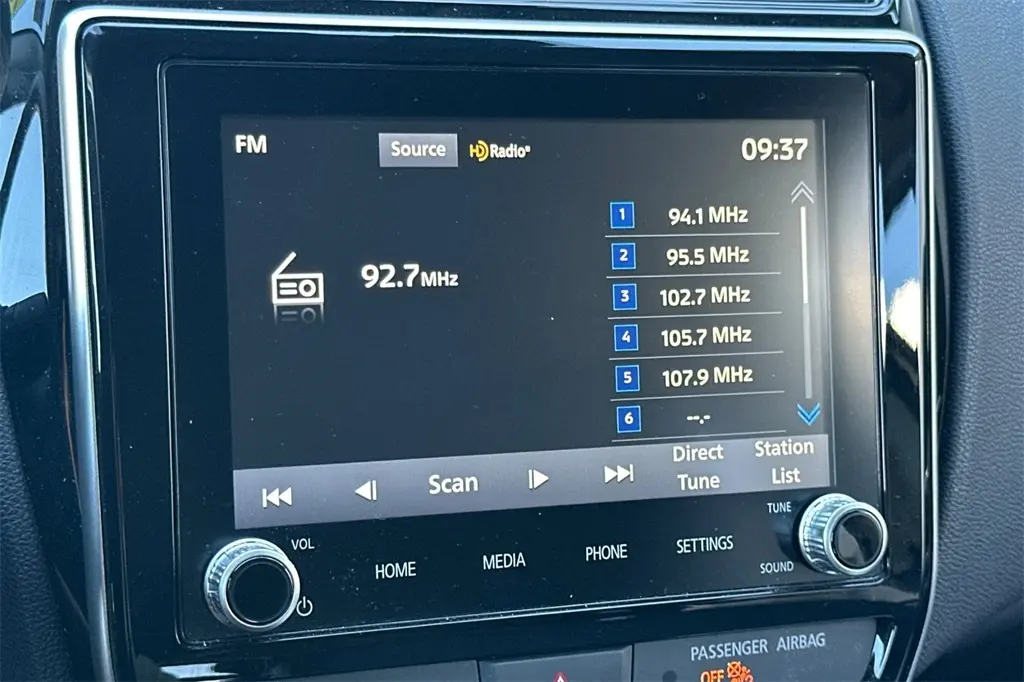 FM
Source
HD Radio
09:37
92.7MHz
1 94.1 MHz
2 95.5 MHz
3 102.7 MHz
4 105.7 MHz
5 107.9 MHz
6 --.-
Scan
Direct
Tune
Station
List
VOL
HOME
MEDIA
PHONE
SETTINGS
TUNE
SOUND
PASSENGER AIRBAG
OFF